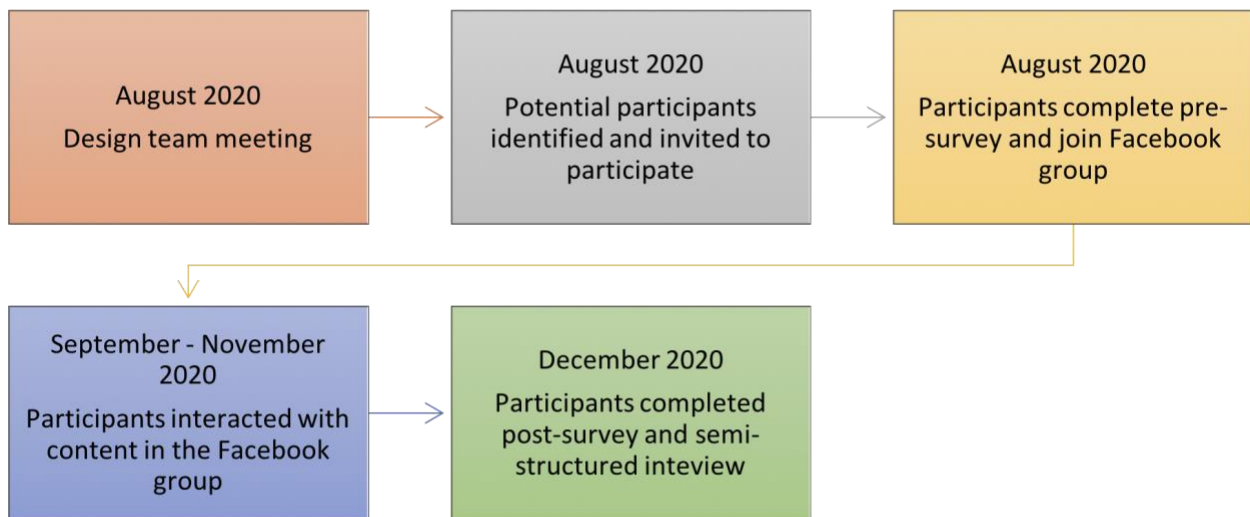 August 2020
Design team meeting
August 2020
Potential participants
identified and invited to
participate
August 2020
Participants complete pre-
survey and join Facebook
group
September - November
2020
Participants interacted with
content in the Facebook
group
December 2020
Participants completed
post-survey and semi-
structured inteview